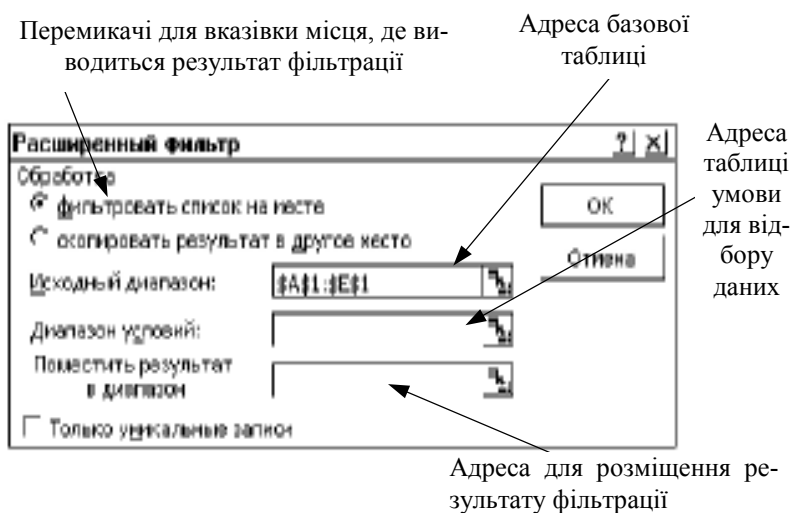 Перемикачі для вказівки місця, де ви-
водиться результат фільтрації
Адреса базової
таблиці
Расширенный фильтр
Обработка
фильтровать список на месте
скопировать результат в другое место
Исходный диапазон:
$A$1:$E$1
Диапазон условий:
Поместить результат
в диапазон
Только уникальные записи
OK
Отмена
Адреса
таблиці
умови
для від-
бору
даних
Адреса для розміщення ре-
зультату фільтрації